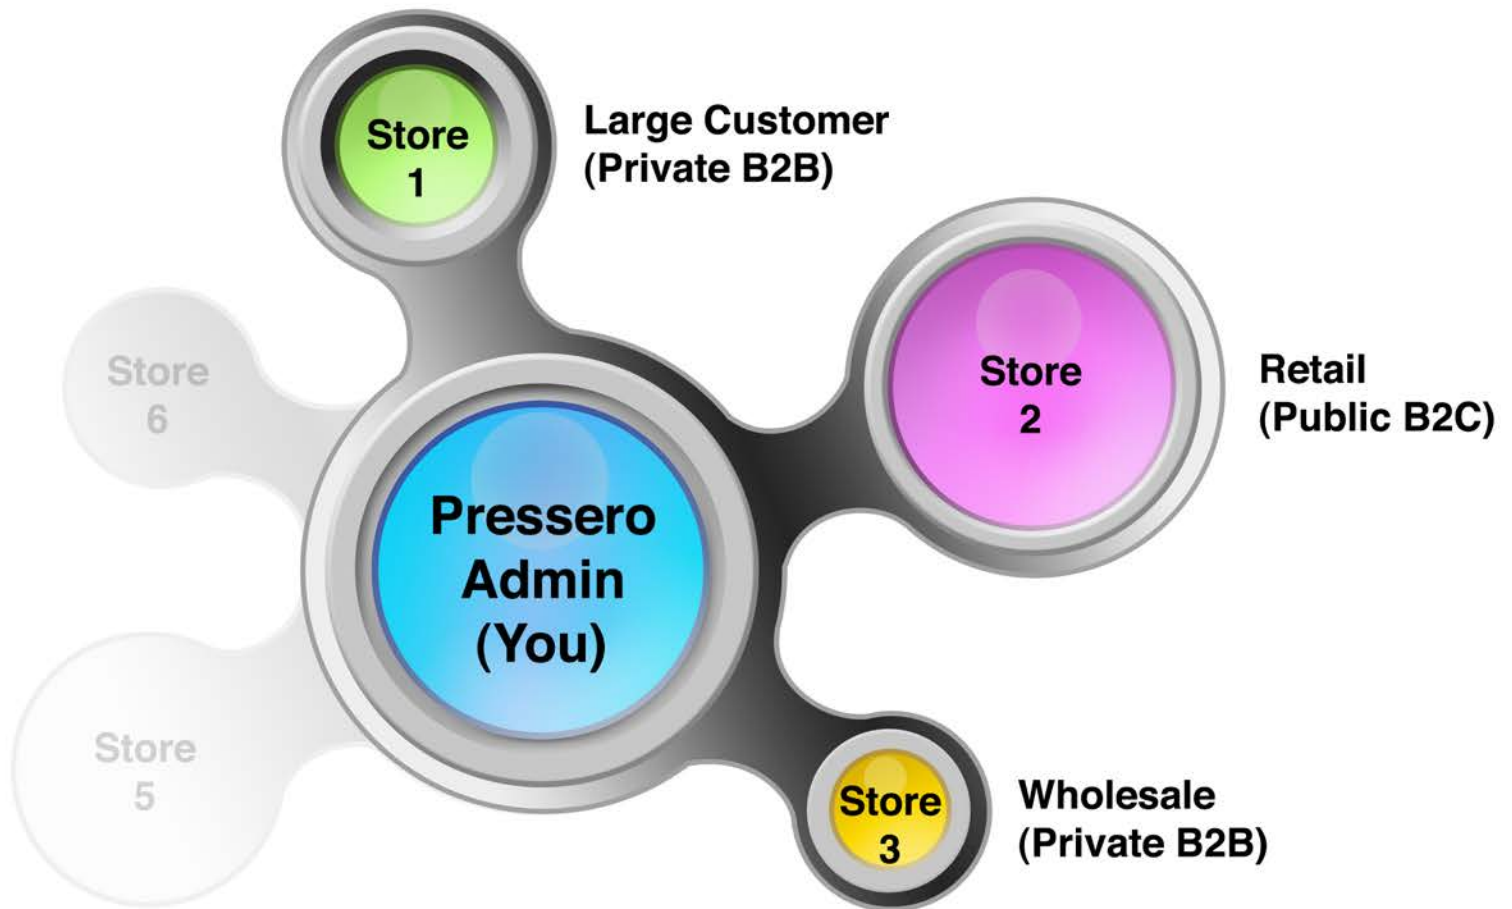 Store
1
Large Customer
(Private B2B)
Store
6
Store
2
Retail
(Public B2C)
Pressero
Admin
(You)
Store
5
Store
3
Wholesale
(Private B2B)